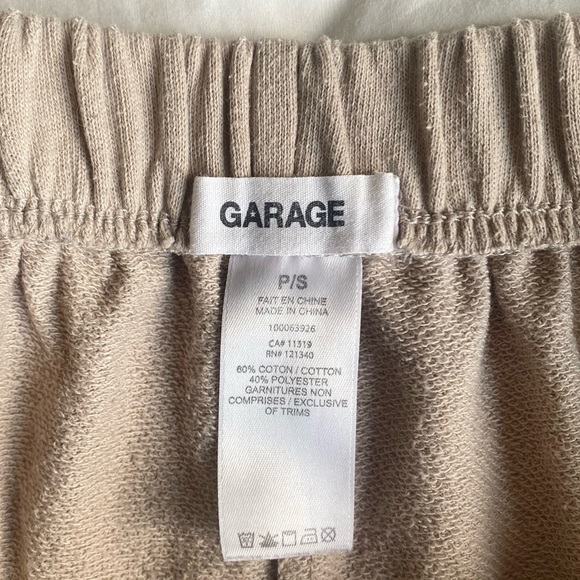 GARAGE
P/S
FAIT EN CHINE
MADE IN CHINA
100063926
CA# 11319
RN# 121340
60% COTON / COTTON
40% POLYESTER
GARNITURES NON
COMPRISES / EXCLUSIVE
OF TRIMS